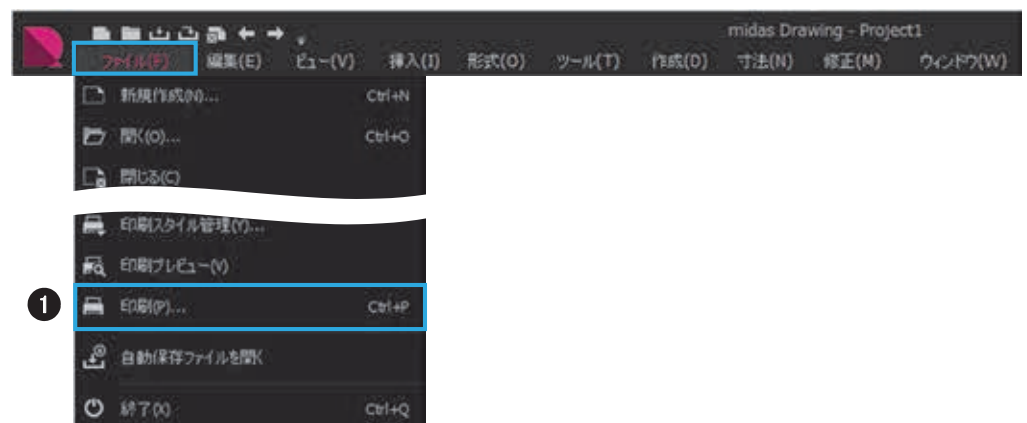 midas Drawing - Project1
ファイル(F) 編集(E) ビュー(V) 挿入(I) 形式(O) ツール(T) 作成(D) 寸法(N) 修正(M) ウィンドウ(W)
新規作成(N)... Ctrl+N
開く(O)... Ctrl+O
閉じる(C)
印刷スタイル管理(Y)...
印刷プレビュー(V)
1 印刷(P)... Ctrl+P
自動保存ファイルを開く
終了(X) Ctrl+Q